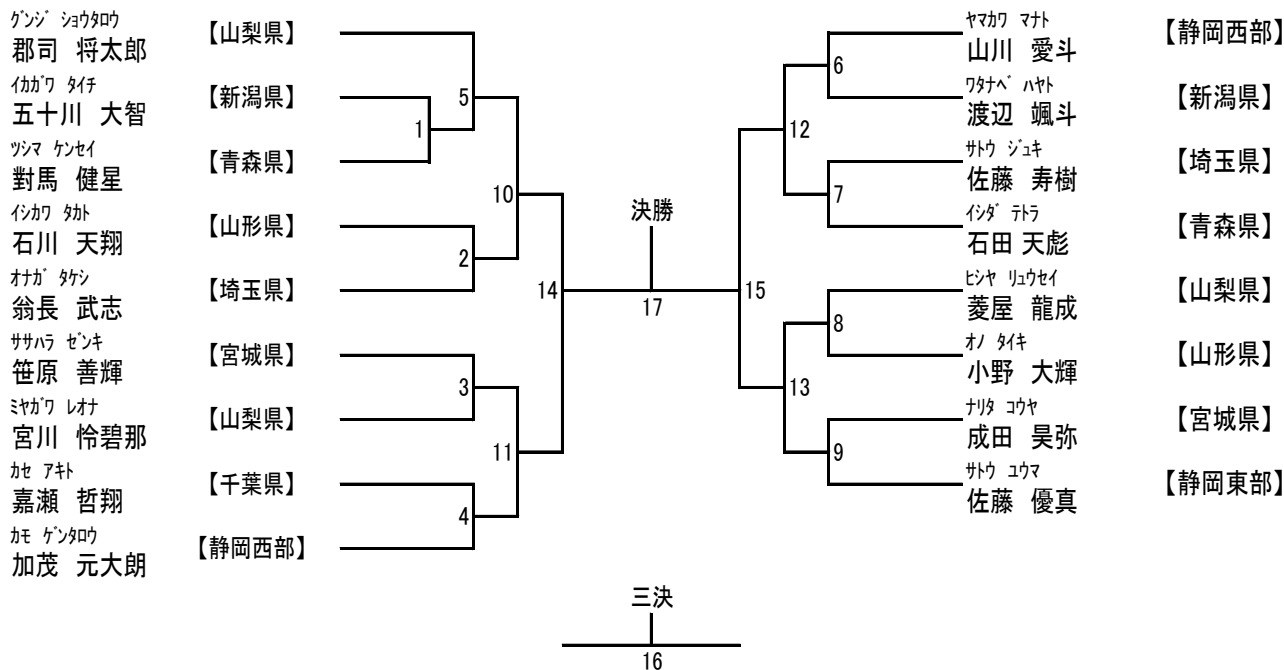 グンジ ショウタロウ
郡司 将太郎 【山梨県】
イカガワ タイチ
五十川 大智 【新潟県】
ツシマ ケンセイ
對馬 健星 【青森県】
イシカワ タカト
石川 天翔 【山形県】
オナガ タケシ
翁長 武志 【埼玉県】
ササハラ ゼンキ
笹原 善輝 【宮城県】
ミヤガワ レオナ
宮川 怜碧那 【山梨県】
カセ アキト
嘉瀬 哲翔 【千葉県】
カモ ゲンタロウ
加茂 元大朗 【静岡西部】
5
1
10
2
14
3
11
4
決勝
17
ヤマカワ マナト
山川 愛斗 【静岡西部】
ワタナベ ハヤト
渡辺 颯斗 【新潟県】
サトウ ジュキ
佐藤 寿樹 【埼玉県】
イシダ テトラ
石田 天彪 【青森県】
ヒシヤ リュウセイ
菱屋 龍成 【山梨県】
オノ タイキ
小野 大輝 【山形県】
ナリタ コウヤ
成田 昊弥 【宮城県】
サトウ ユウマ
佐藤 優真 【静岡東部】
6
12
7
15
8
13
9
三決
16